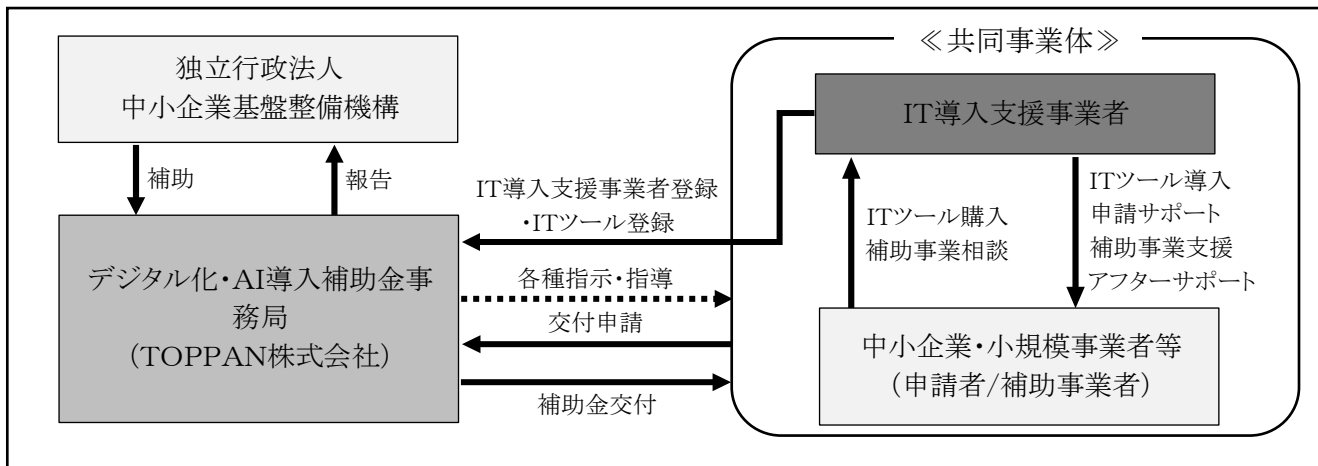 独立行政法人
中小企業基盤整備機構
補助
報告
デジタル化・AI導入補助金事
務局
（TOPPAN株式会社）
IT導入支援事業者登録
・ITツール登録
各種指示・指導
交付申請
補助金交付
≪共同事業体≫
IT導入支援事業者
ITツール購入
補助事業相談
ITツール導入
申請サポート
補助事業支援
アフターサポート
中小企業・小規模事業者等
（申請者/補助事業者）